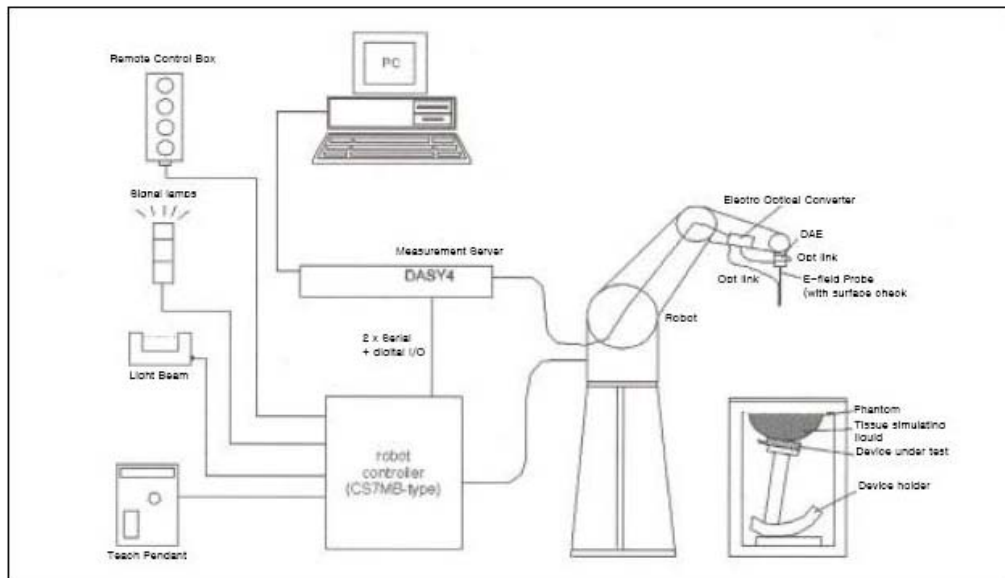 Remote Control Box
PC
Signal lamps
Electro Optical Converter
DAE
Opt link
Measurement Server
DASY4
Opt link
E-field Probe
(with surface check
Robot
2 x Serial
+ digital I/O
Light Beam
Phantom
Tissue simulating
liquid
Device under test
robot
controller
(CS7MB-type)
Device holder
Teach Pendant